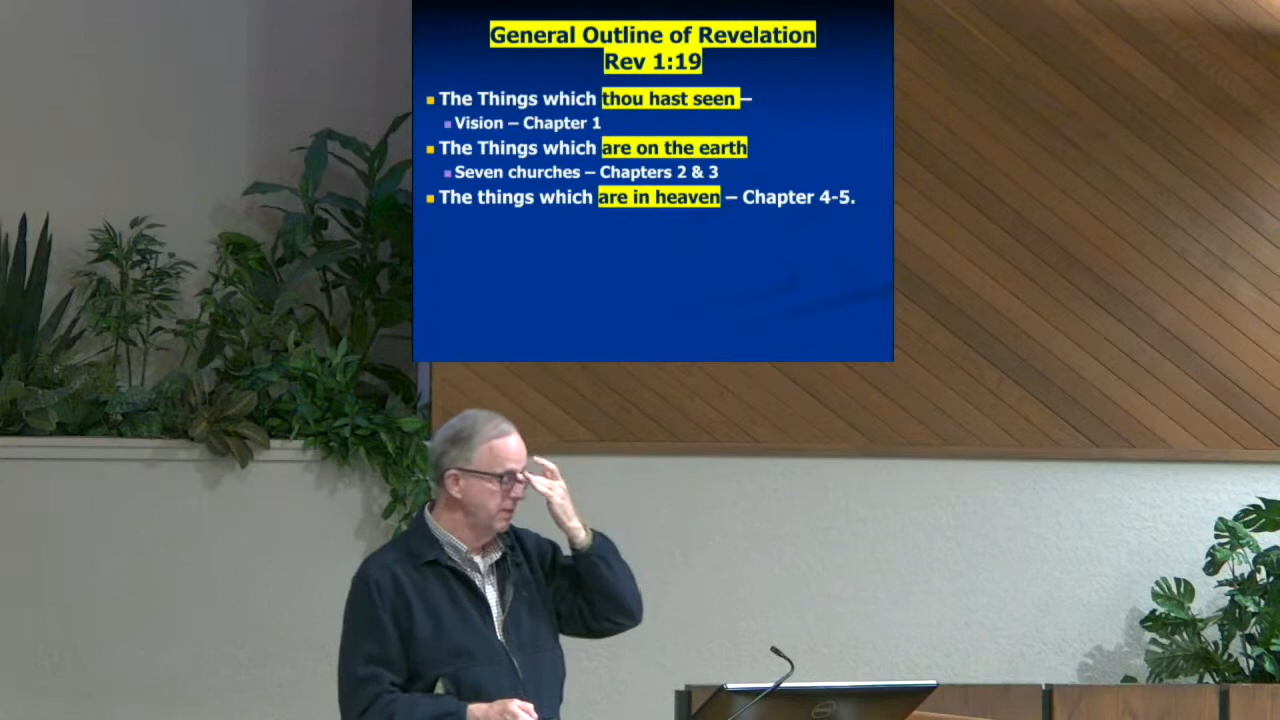 General Outline of Revelation
Rev 1:19
The Things which thou hast seen –
Vision – Chapter 1
The Things which are on the earth
Seven churches – Chapters 2 & 3
The things which are in heaven – Chapter 4-5.
DELL